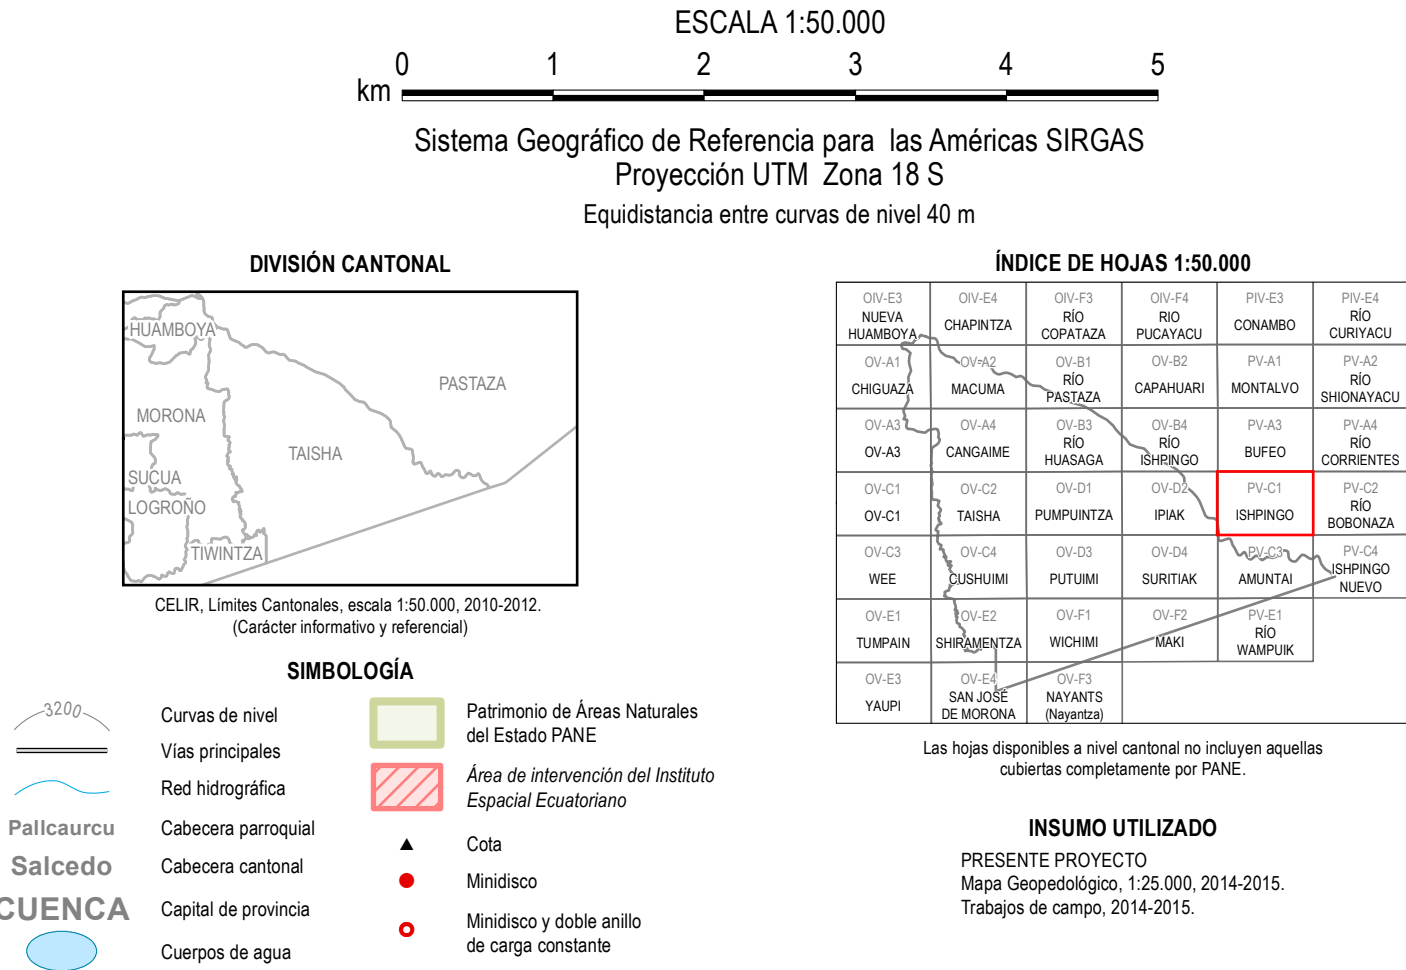 ESCALA 1:50.000
0 1 2 3 4 5
km
Sistema Geográfico de Referencia para las Américas SIRGAS
Proyección UTM Zona 18 S
Equidistancia entre curvas de nivel 40 m
DIVISIÓN CANTONAL
HUAMBOYA
PASTAZA
MORONA
TAISHA
SUCUA
LOGROÑO
TIWINTZA
CELIR, Límites Cantonales, escala 1:50.000, 2010-2012.
(Carácter informativo y referencial)
ÍNDICE DE HOJAS 1:50.000
OIV-E3 OIV-E4 OIV-F3 OIV-F4 PIV-E3 PIV-E4
NUEVA RÍO RIO RÍO
CHAPINTZA CONAMBO
HUAMBOYA COPATAZA PUCAYACU CURIYACU
OV-A1 OV-A2 OV-B1 OV-B2 PV-A1 PV-A2
RÍO RÍO
CHIGUAZA MACUMA CAPAHUARI MONTALVO
PASTAZA SHIONAYACU
OV-A3 OV-A4 OV-B3 OV-B4 PV-A3 PV-A4
RÍO RÍO RÍO
OV-A3 CANGAIME BUFEO
HUASAGA ISHPINGO CORRIENTES
OV-C1 OV-C2 OV-D1 OV-D2 PV-C1 PV-C2
RÍO
OV-C1 TAISHA PUMPUINTZA IPIAK ISHPINGO
BOBONAZA
OV-C3 OV-C4 OV-D3 OV-D4 PV-C3 PV-C4
ISHPINGO
WEE CUSHUIMI PUTUIMI SURITIAK AMUNTAI
NUEVO
OV-E1 OV-E2 OV-F1 OV-F2 PV-E1
RÍO
TUMPAIN SHIRAMENTZA WICHIMI MAKI
WAMPUIK
OV-E3 OV-E4 OV-F3
SAN JOSÉ NAYANTS
YAUPI
DE MORONA (Nayantza)
Las hojas disponibles a nivel cantonal no incluyen aquellas
cubiertas completamente por PANE.
SIMBOLOGÍA
3200
Curvas de nivel
Vías principales
Red hidrográfica
Pallcaurcu Cabecera parroquial
Salcedo Cabecera cantonal
CUENCA Capital de provincia
Cuerpos de agua
Patrimonio de Áreas Naturales
del Estado PANE
Área de intervención del Instituto
Espacial Ecuatoriano
Cota
Minidisco
Minidisco y doble anillo
de carga constante
INSUMO UTILIZADO
PRESENTE PROYECTO
Mapa Geopedológico, 1:25.000, 2014-2015.
Trabajos de campo, 2014-2015.